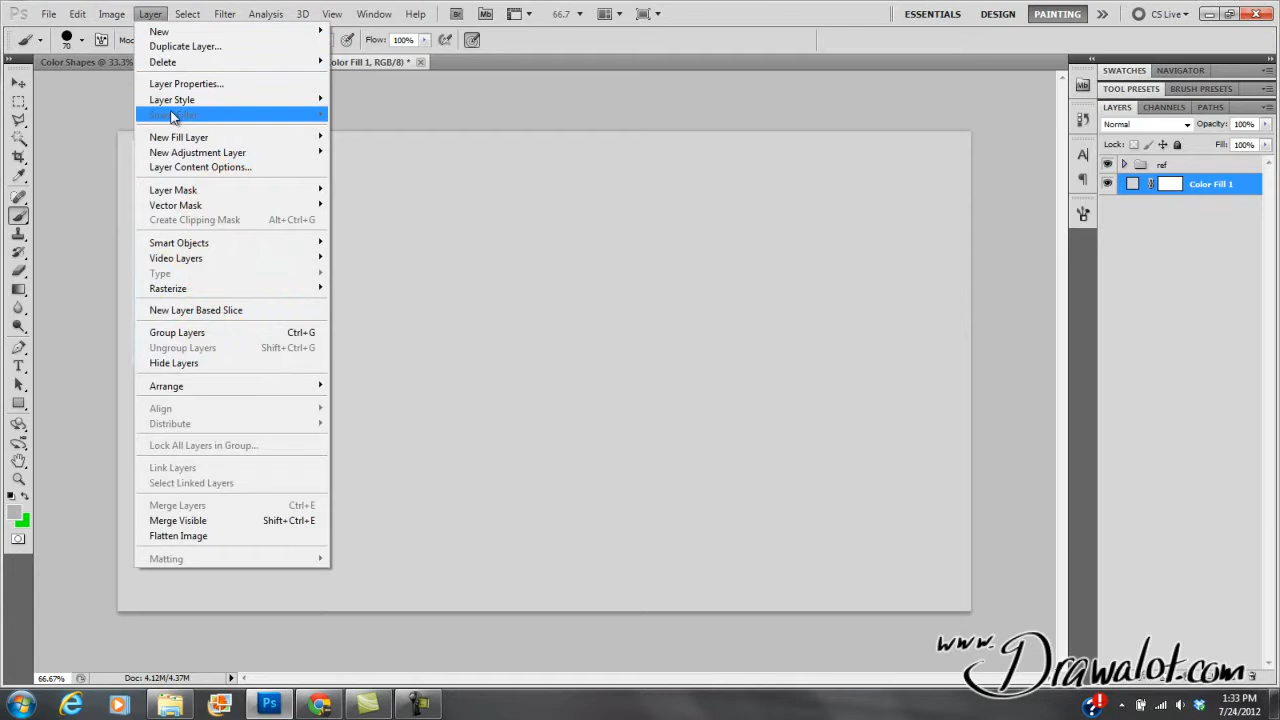 Ps File Edit Image Layer Select Filter Analysis 3D View Window Help Br Mb 66.7 ESSENTIALS DESIGN PAINTING CS Live
70 Flow: 100%
Color Shapes @ 33.3% olor Fill 1, RGB/8) *
New
Duplicate Layer...
Delete
Layer Properties...
Layer Style
New Fill Layer
New Adjustment Layer
Layer Content Options...
Layer Mask
Vector Mask
Create Clipping Mask Alt+Ctrl+G
Smart Objects
Video Layers
Type
Rasterize
New Layer Based Slice
Group Layers Ctrl+G
Ungroup Layers Shift+Ctrl+G
Hide Layers
Arrange
Align
Distribute
Lock All Layers in Group...
Link Layers
Select Linked Layers
Merge Layers Ctrl+E
Merge Visible Shift+Ctrl+E
Flatten Image
Matting
SWATCHES NAVIGATOR
TOOL PRESETS BRUSH PRESETS
LAYERS CHANNELS PATHS
Normal Opacity: 100%
Lock: Fill: 100%
ref
Color Fill 1
66.67% Doc: 4.12M/4.37M
www.Drawalot.com
Ps
1:33 PM
7/24/2012